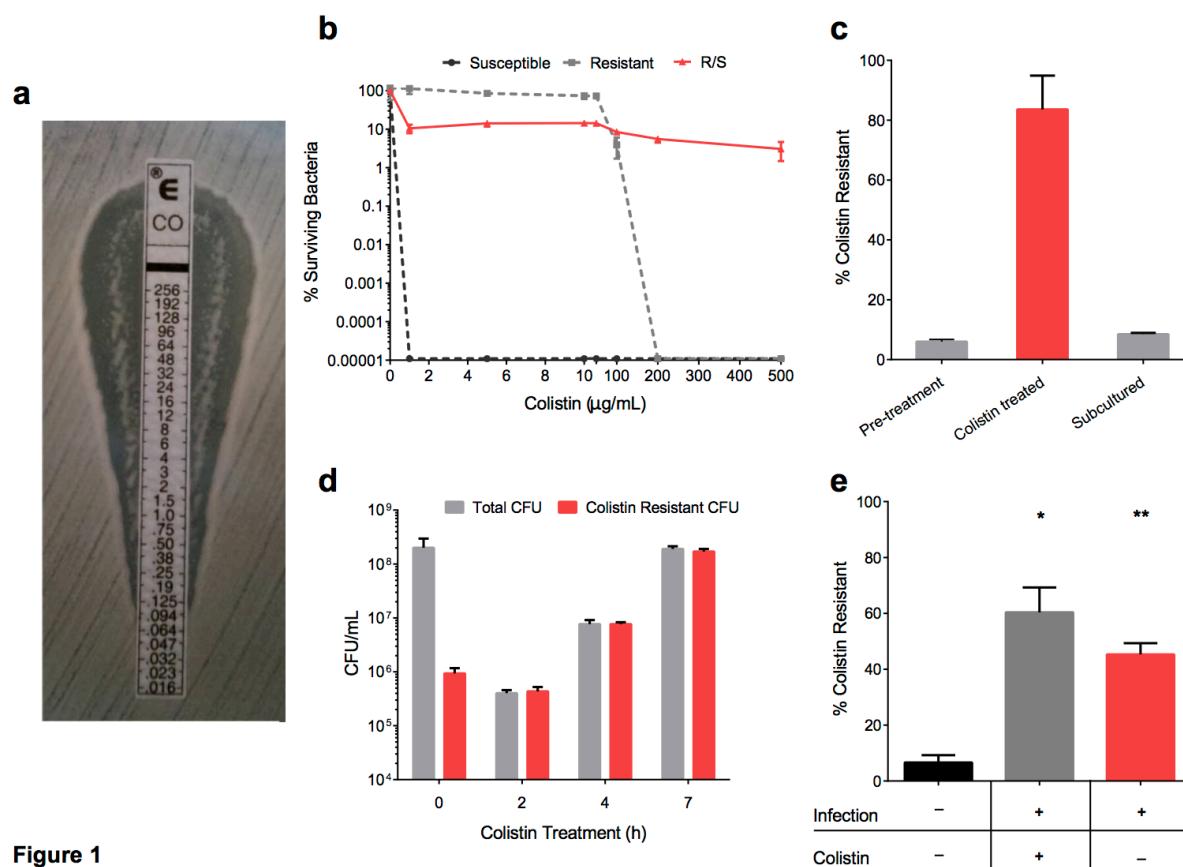 a
®
E
CO
256
192
128
96
64
48
32
24
16
12
8
6
4
3
2
1.5
1.0
.75
.50
.38
.25
.19
.125
.094
.064
.047
.032
.023
.016
b
Susceptible Resistant R/S
% Surviving Bacteria
100
10
1
0.1
0.01
0.001
0.0001
0.00001
0 2 4 6 8 10 100 200 300 400 500
Colistin (µg/mL)
c
% Colistin Resistant
100
80
60
40
20
0
Pre-treatment
Colistin treated
Subcultured
d
Total CFU Colistin Resistant CFU
CFU/mL
10⁹
10⁸
10⁷
10⁶
10⁵
10⁴
0 2 4 7
Colistin Treatment (h)
e
% Colistin Resistant
100
80
60
40
20
0
* **
Infection – + +
Colistin – + –
Figure 1